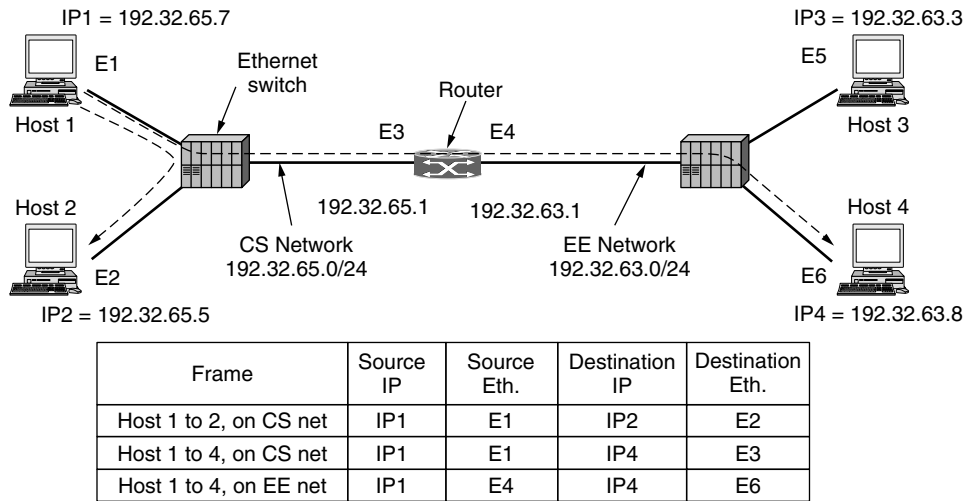 IP1 = 192.32.65.7
IP3 = 192.32.63.3
E1
Ethernet
switch
E5
Router
Host 1
E3
E4
Host 3
Host 2
Host 4
192.32.65.1
192.32.63.1
CS Network
192.32.65.0/24
EE Network
192.32.63.0/24
E2
E6
IP2 = 192.32.65.5
IP4 = 192.32.63.8
Frame
Source
IP
Source
Eth.
Destination
IP
Destination
Eth.
Host 1 to 2, on CS net IP1 E1 IP2 E2
Host 1 to 4, on CS net IP1 E1 IP4 E3
Host 1 to 4, on EE net IP1 E4 IP4 E6